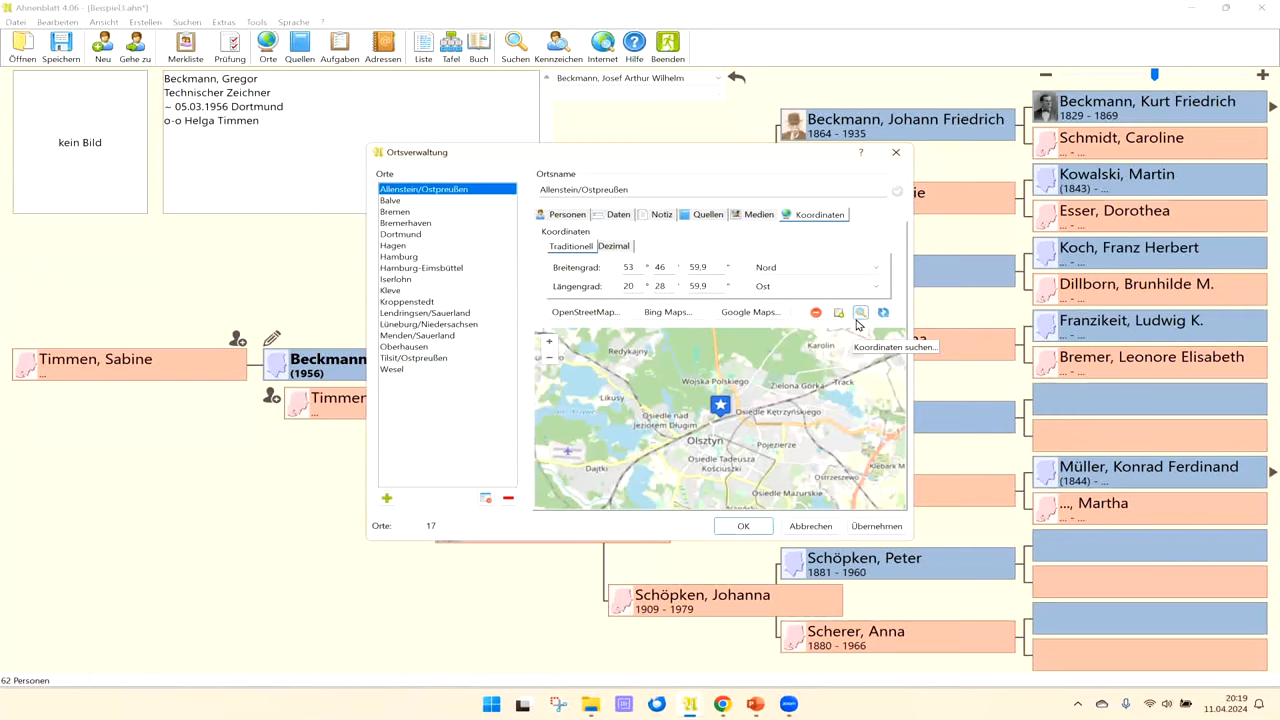 Ahnenblatt 4.06 - [Beispiel3.ahn*]
Datei Bearbeiten Ansicht Erstellen Suchen Extras Tools Sprache ?
Öffnen Speichern Neu Gehe zu Merkliste Prüfung Orte Quellen Aufgaben Adressen Liste Tafel Buch Suchen Kennzeichen Internet Hilfe Beenden
kein Bild
Beckmann, Gregor
Technischer Zeichner
~ 05.03.1956 Dortmund
o-o Helga Timmen
Beckmann, Josef Arthur Wilhelm
Timmen, Sabine
...
Beckmann
(1956)
Timmer
...
Ortsverwaltung
?
Orte
Allenstein/Ostpreußen
Balve
Bremen
Bremerhaven
Dortmund
Hagen
Hamburg
Hamburg-Eimsbüttel
Iserlohn
Kleve
Kroppenstedt
Lendringsen/Sauerland
Lüneburg/Niedersachsen
Menden/Sauerland
Oberhausen
Tilsit/Ostpreußen
Wesel
Orte: 17
Ortsname
Allenstein/Ostpreußen
Personen Daten Notiz Quellen Medien Koordinaten
Koordinaten
Traditionell Dezimal
Breitengrad: 53 ° 46 ' 59,9 " Nord
Längengrad: 20 ° 28 ' 59,9 " Ost
OpenStreetMap... Bing Maps... Google Maps...
Koordinaten suchen...
+
−
Redykajny
Karolin
Wojska Polskiego
Zielona Górka
Track
Likusy
Osiedle nad
Jeziorem Długim
Osiedle Kętrzyńskiego
Olsztyn
Pojezierze
Osiedle Tadeusza
Kościuszki
Dajtki
Klebark M
Ostrzeszewo
Osiedle Mazurskie
OK Abbrechen Übernehmen
Beckmann, Johann Friedrich
1864 - 1935
ie
na
Schöpken, Johanna
1909 - 1979
Schöpken, Peter
1881 - 1960
Scherer, Anna
1880 - 1966
Beckmann, Kurt Friedrich
1829 - 1869
Schmidt, Caroline
... - ...
Kowalski, Martin
(1843) - ...
Esser, Dorothea
... - ...
Koch, Franz Herbert
... - ...
Dillborn, Brunhilde M.
... - ...
Franzikeit, Ludwig K.
... - ...
Bremer, Leonore Elisabeth
... - ...
Müller, Konrad Ferdinand
(1844) - ...
..., Martha
... - ...
62 Personen
20:19
11.04.2024